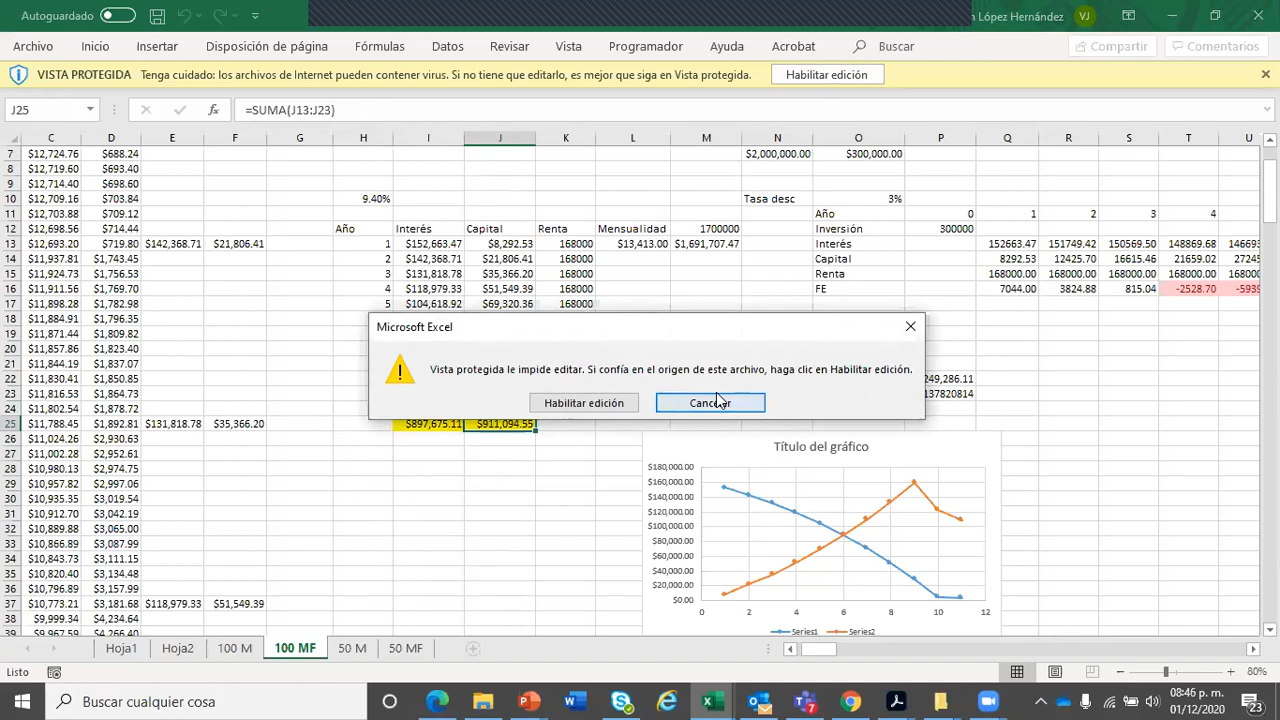 Autoguardado
López Hernández VJ
Archivo Inicio Insertar Disposición de página Fórmulas Datos Revisar Vista Programador Ayuda Acrobat Buscar Compartir Comentarios
VISTA PROTEGIDA Tenga cuidado: los archivos de Internet pueden contener virus. Si no tiene que editarlo, es mejor que siga en Vista protegida. Habilitar edición
J25 fx =SUMA(J13:J23)
C D E F G H I J K L M N O P Q R S T U
7 $12,724.76 $688.24 $2,000,000.00 $300,000.00
8 $12,719.60 $693.40
9 $12,714.40 $698.60
10 $12,709.16 $703.84 9.40% Tasa desc 3%
11 $12,703.88 $709.12 Año 0 1 2 3 4
12 $12,698.56 $714.44 Año Interés Capital Renta Mensualidad 1700000 Inversión 300000
13 $12,693.20 $719.80 $142,368.71 $21,806.41 1 $152,663.47 $8,292.53 168000 $13,413.00 $1,691,707.47 Interés 152663.47 151749.42 150569.50 148869.68 146693
14 $11,937.81 $1,743.45 2 $142,368.71 $21,806.41 168000 Capital 8292.53 12425.70 16615.46 21659.02 27245
15 $11,924.73 $1,756.53 3 $131,818.78 $35,366.20 168000 Renta 168000.00 168000.00 168000.00 168000.00 168000
16 $11,911.56 $1,769.70 4 $118,979.33 $51,549.39 168000 FE 7044.00 3824.88 815.04 -2528.70 -5939
17 $11,898.28 $1,782.98 5 $104,618.92 $69,320.36 168000
18 $11,884.91 $1,796.35
19 $11,871.44 $1,809.82
20 $11,857.86 $1,823.40
21 $11,844.19 $1,837.07
22 $11,830.41 $1,850.85 249,286.11
23 $11,816.53 $1,864.73 137820814
24 $11,802.54 $1,878.72
25 $11,788.45 $1,892.81 $131,818.78 $35,366.20 $897,675.11 $911,094.55
26 $11,024.26 $2,930.63
27 $11,002.28 $2,952.61
28 $10,980.13 $2,974.75
29 $10,957.82 $2,997.06
30 $10,935.35 $3,019.54
31 $10,912.70 $3,042.19
32 $10,889.88 $3,065.00
33 $10,866.89 $3,087.99
34 $10,843.73 $3,111.15
35 $10,820.40 $3,134.48
36 $10,796.90 $3,157.99
37 $10,773.21 $3,181.68 $118,979.33 $51,549.39
38 $9,999.34 $4,234.64
39 $9,967.59 $4,266.40
Microsoft Excel
Vista protegida le impide editar. Si confía en el origen de este archivo, haga clic en Habilitar edición.
Habilitar edición Cancelar
Título del gráfico
$180,000.00
$160,000.00
$140,000.00
$120,000.00
$100,000.00
$80,000.00
$60,000.00
$40,000.00
$20,000.00
$0.00
0 2 4 6 8 10 12
Series1 Series2
Hoja1 Hoja2 100 M 100 MF 50 M 50 MF
Listo 80%
Buscar cualquier cosa
08:46 p. m.
01/12/2020
23